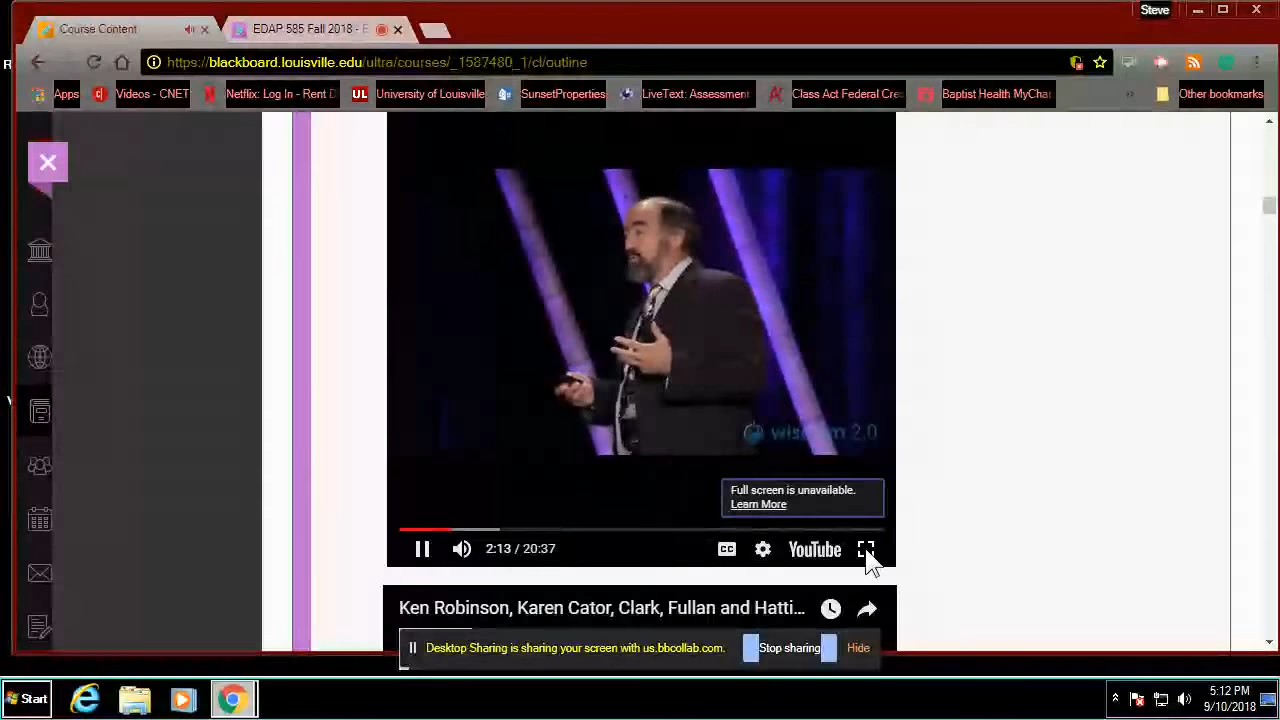 Steve
Course Content
EDAP 585 Fall 2018 - E
https://blackboard.louisville.edu/ultra/courses/_1587480_1/cl/outline
Apps
Videos - CNET
Netflix: Log In - Rent D
UL
University of Louisville
SunsetProperties
LiveText: Assessment
Class Act Federal Cre
Baptist Health MyChar
»
Other bookmarks
wisdom 2.0
Full screen is unavailable.
Learn More
2:13 / 20:37
CC
YouTube
Ken Robinson, Karen Cator, Clark, Fullan and Hatti...
Desktop Sharing is sharing your screen with us.bbcollab.com.
Stop sharing
Hide
Start
5:12 PM
9/10/2018